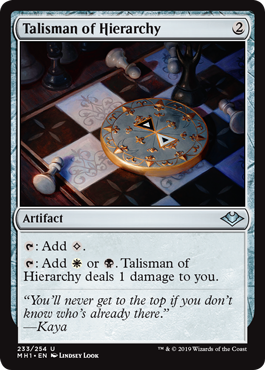 Talisman of Hierarchy 2
Artifact
: Add .
: Add or . Talisman of
Hierarchy deals 1 damage to you.
“You’ll never get to the top if you don’t
know who’s already there.”
—Kaya
233/254 U
MH1 • EN LINDSEY LOOK
™ & © 2019 Wizards of the Coast